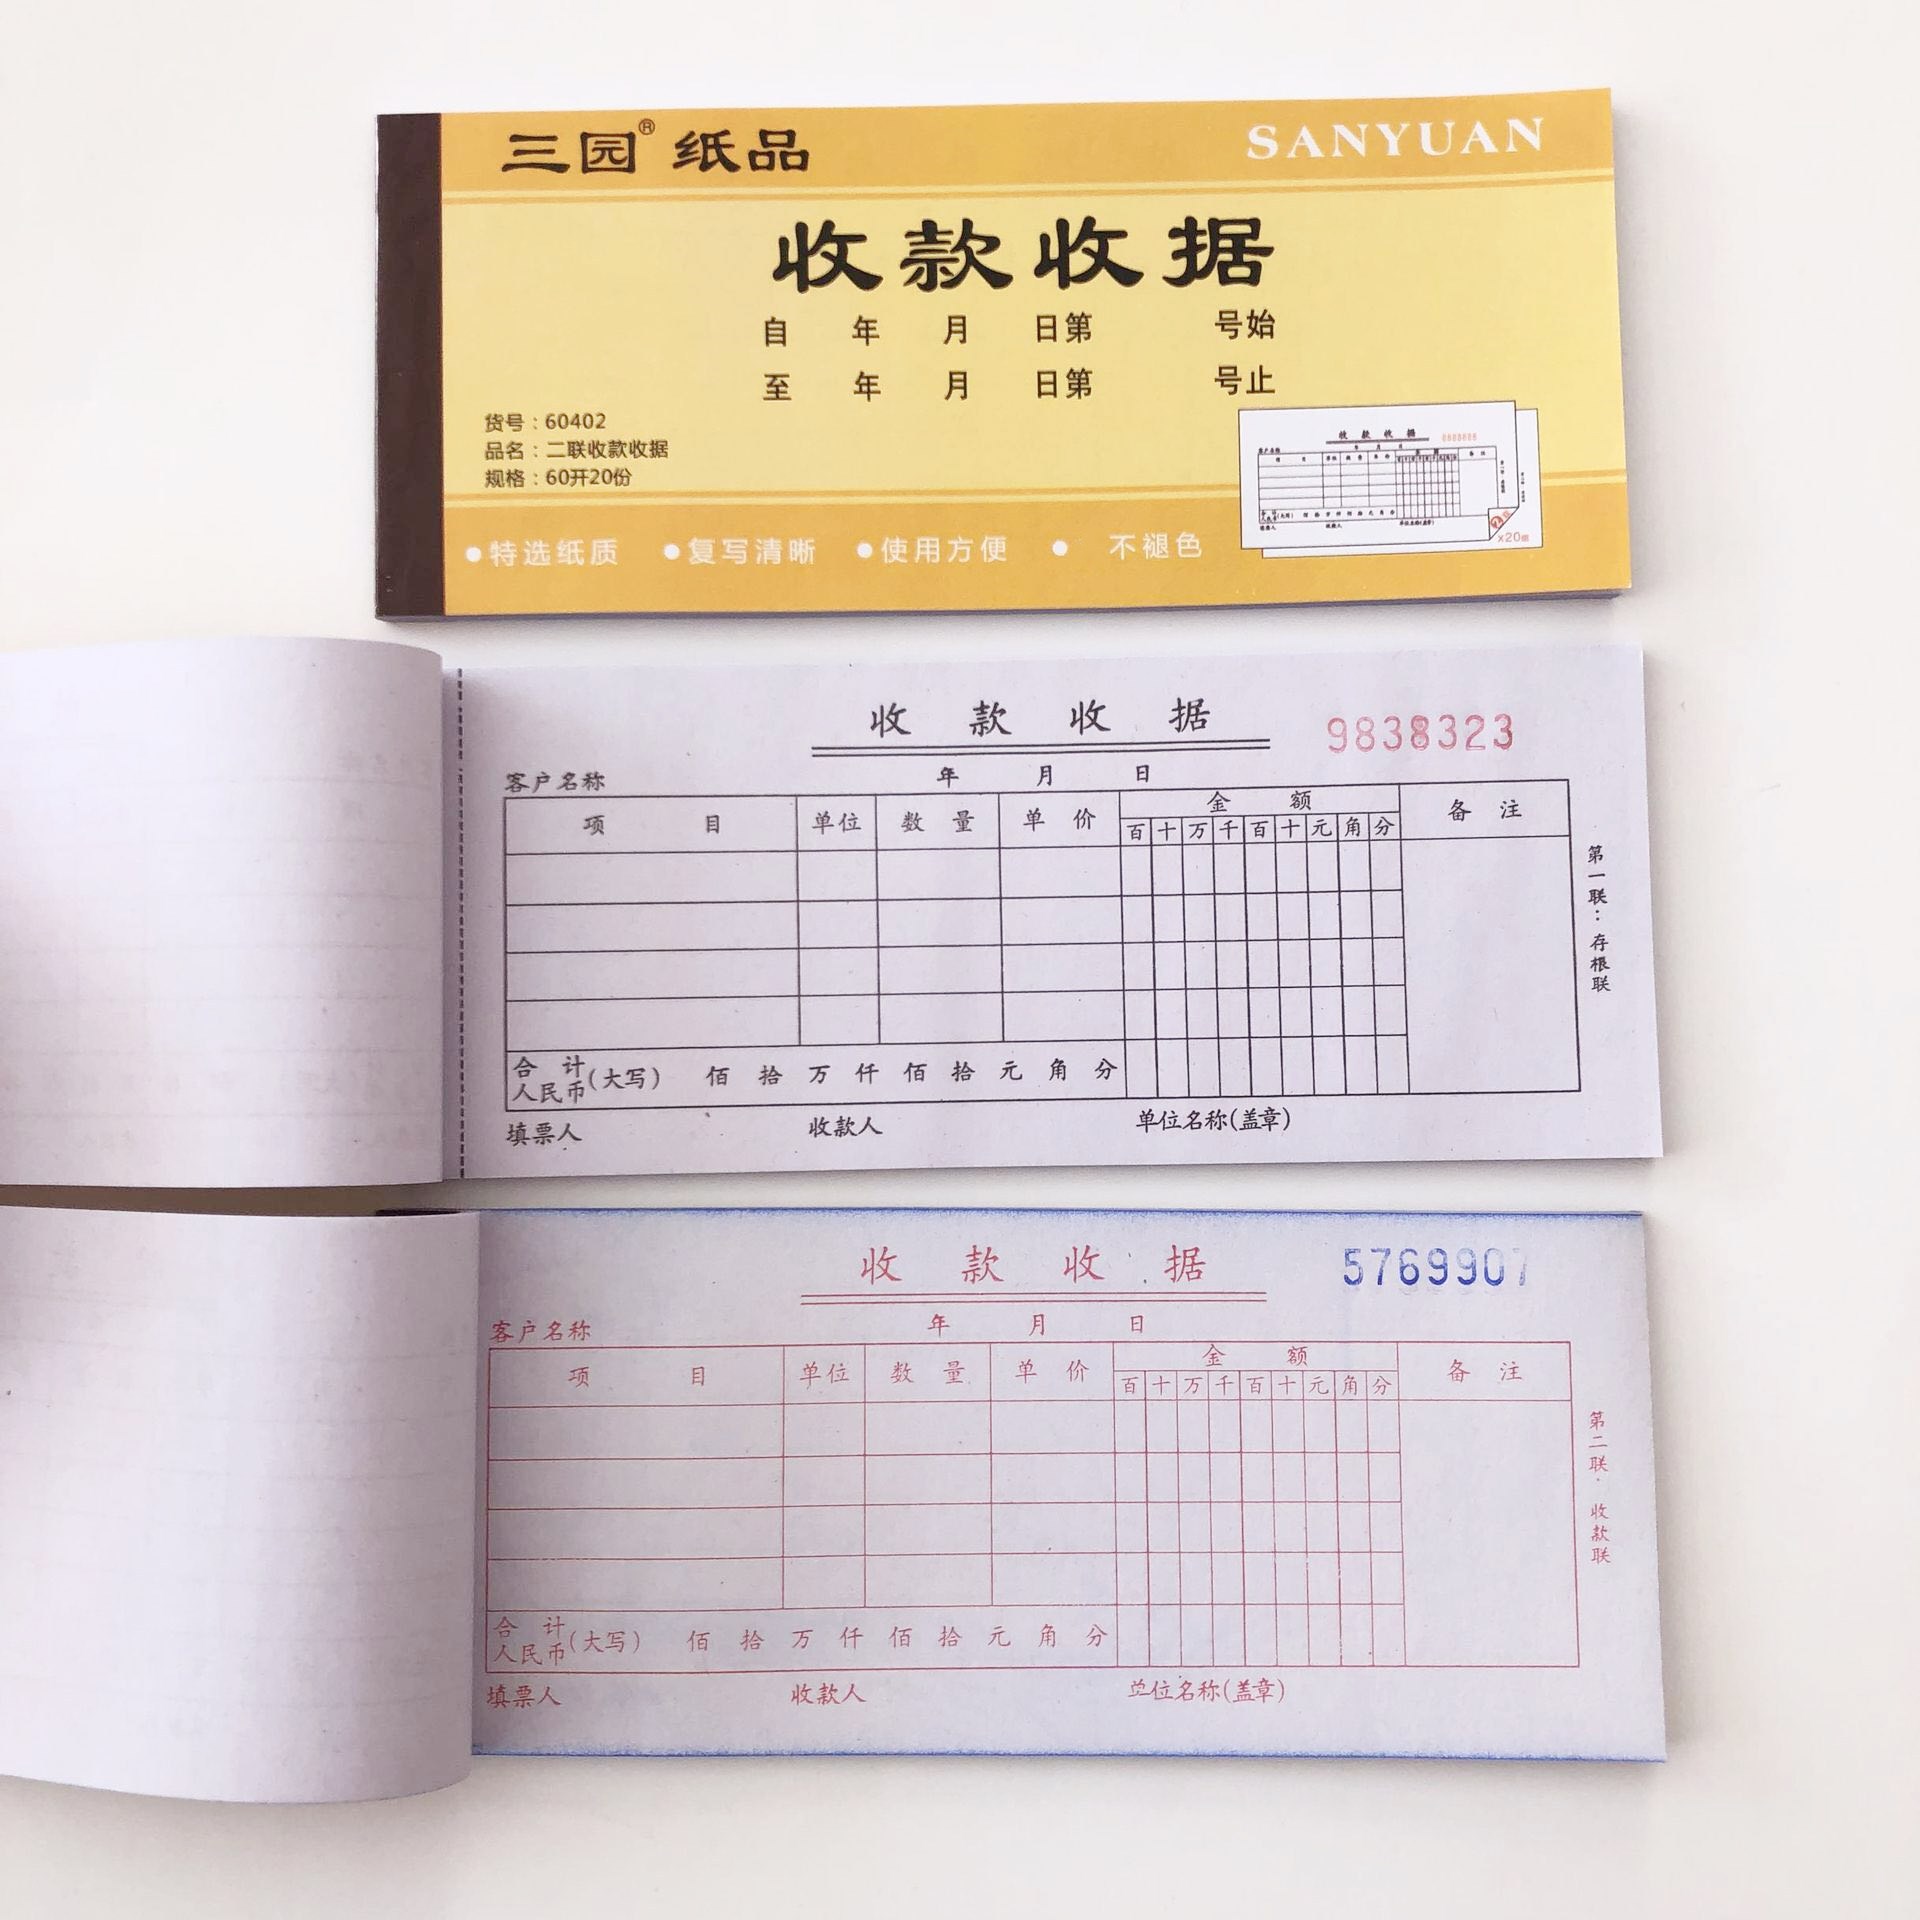 三园® 纸品 SANYUAN
收款收据
自 年 月 日第 号始
至 年 月 日第 号止
货号：60402
品名：二联收款收据
规格：60开20份
收款收据
x20
●特选纸质 ●复写清晰 ●使用方便 ● 不褪色
收款收据 9838323
客户名称 年 月 日
项目 单位 数量 单价 金额 备注
百 十 万 千 百 十 元 角 分
第一联：存根联
合计
人民币(大写) 佰 拾 万 仟 佰 拾 元 角 分
填票人 收款人 单位名称(盖章)
收款收据 5769907
客户名称 年 月 日
项目 单位 数量 单价 金额 备注
百 十 万 千 百 十 元 角 分
第二联：收款联
合计
人民币(大写) 佰 拾 万 仟 佰 拾 元 角 分
填票人 收款人 单位名称(盖章)